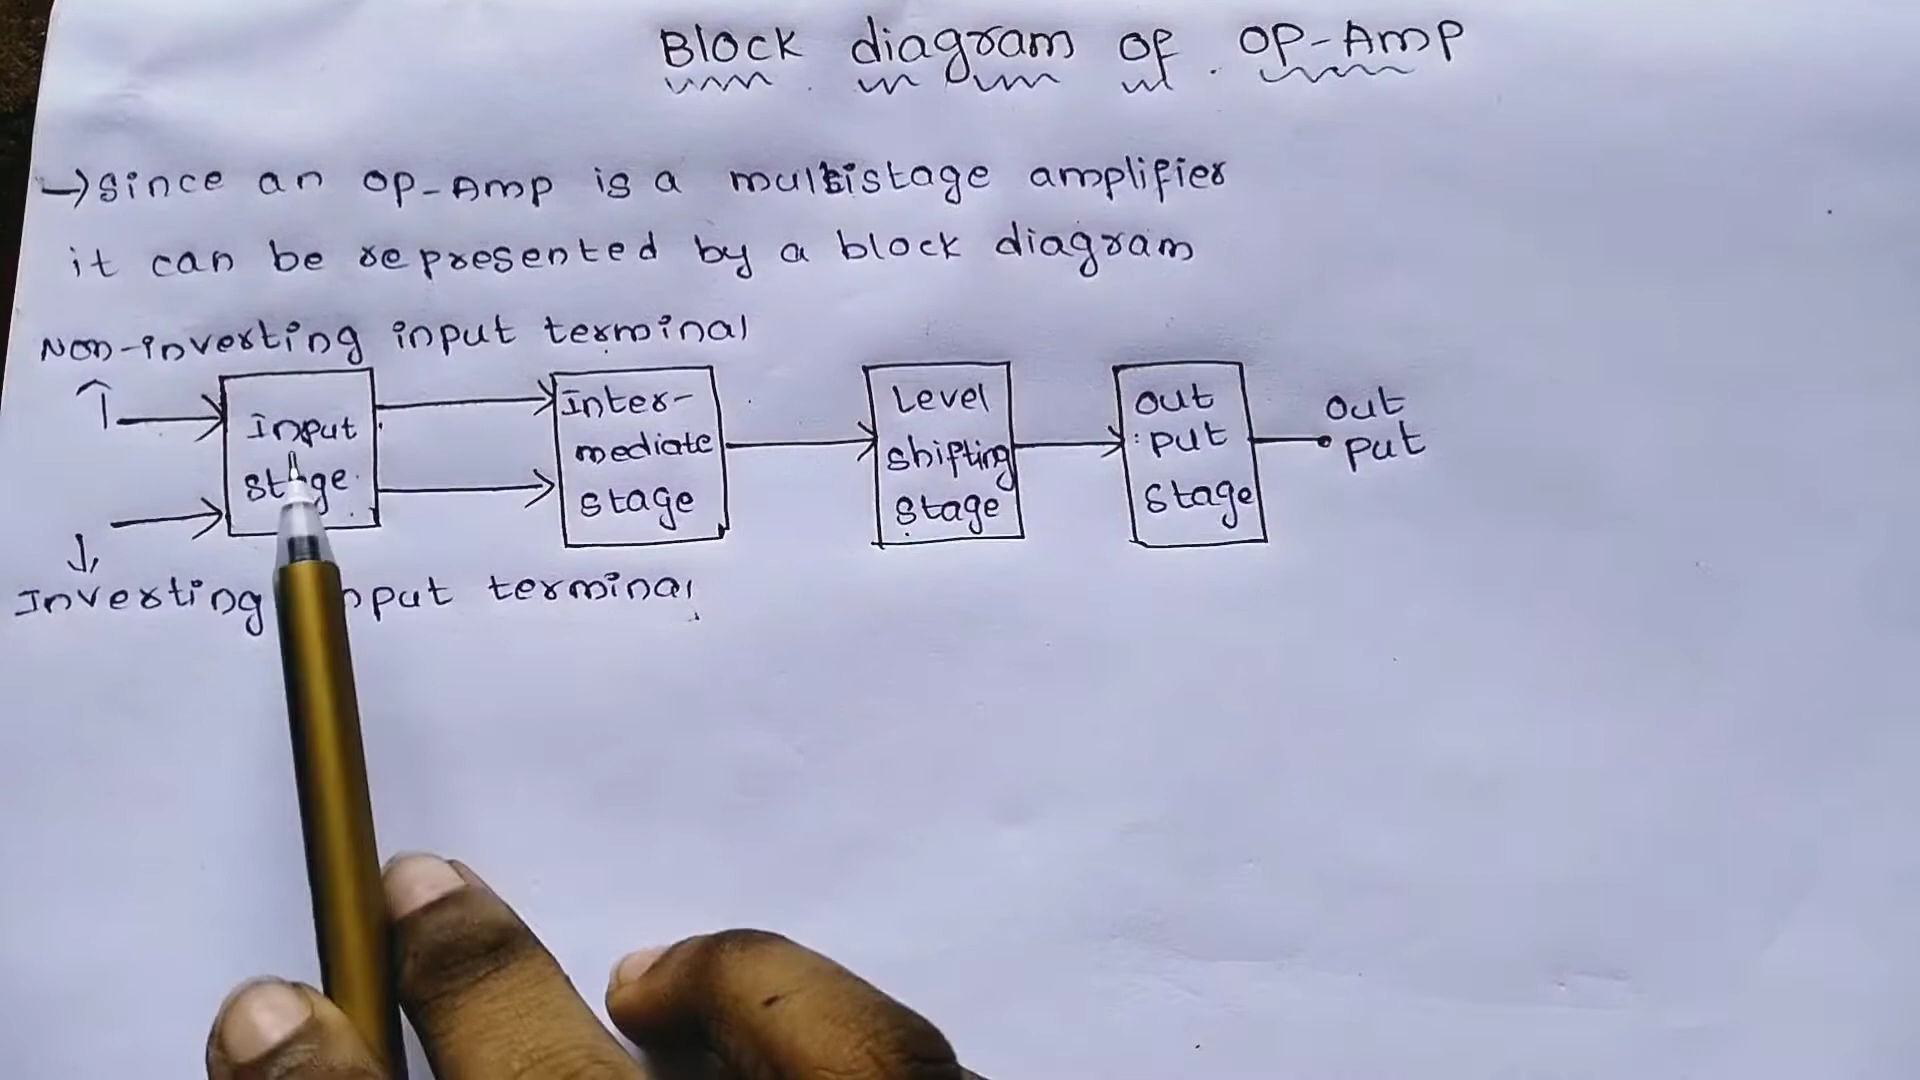 Block diagram of op-Amp
→ since an op-Amp is a multistage amplifier
it can be represented by a block diagram
Non-inverting input terminal
Input
stage
Inter-
mediate
stage
Level
shifting
stage
out
put
stage
out
put
Inverting input terminal